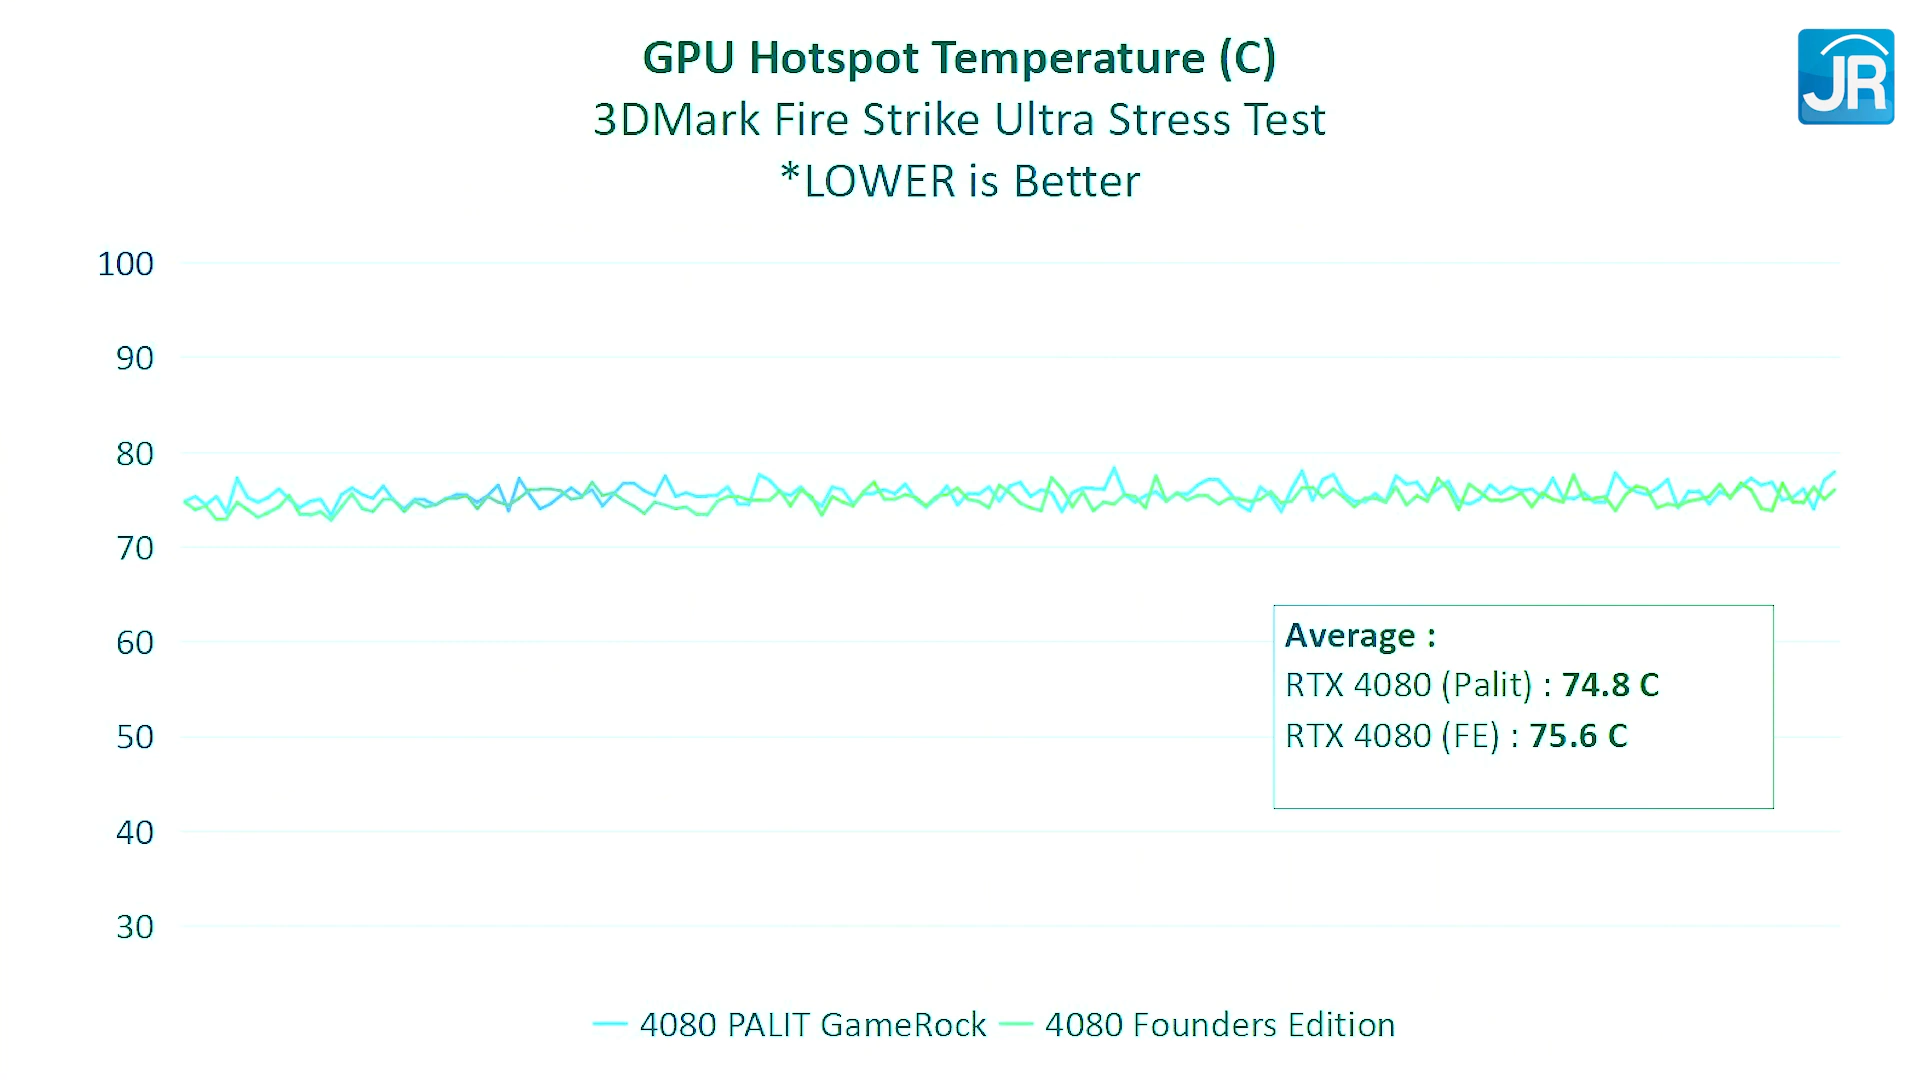 GPU Hotspot Temperature (C)
3DMark Fire Strike Ultra Stress Test
*LOWER is Better
JR
100
90
80
70
60
50
40
30
Average :
RTX 4080 (Palit) : 74.8 C
RTX 4080 (FE) : 75.6 C
4080 PALIT GameRock
4080 Founders Edition